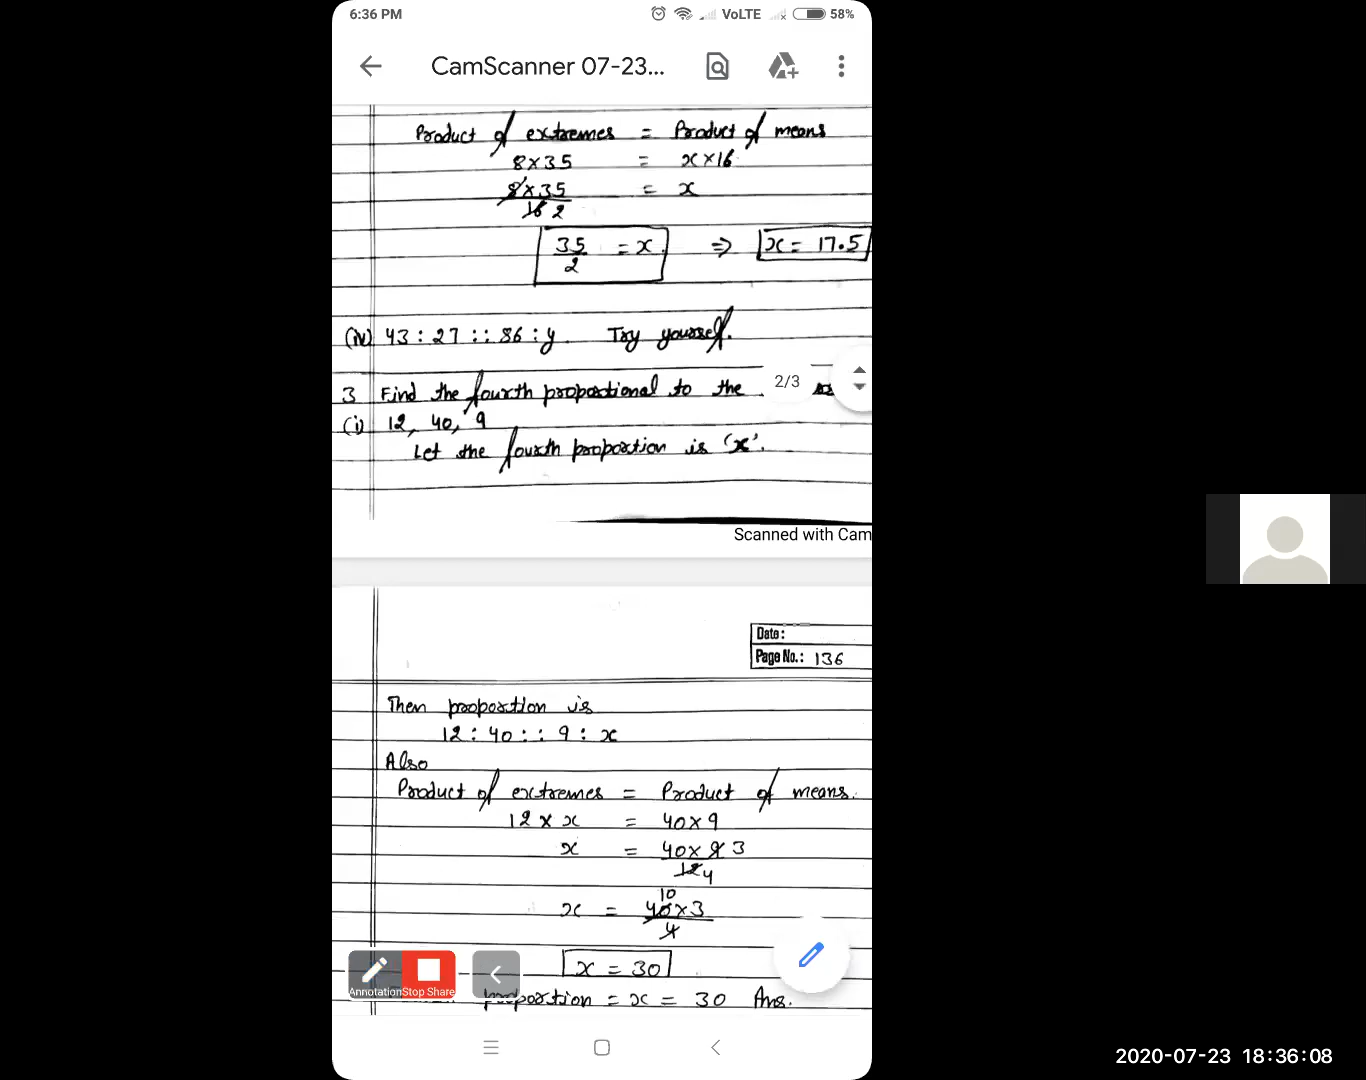 6:36 PM VoLTE 58%
CamScanner 07-23...
Product of extremes = Product of means
8×35 = x×16
8×35 = x
16 2
35 = x ⇒ x = 17.5
2
(iv) 43 : 27 :: 86 : y. Try yourself.
3 Find the fourth proportional to the
2/3
(i) 12, 40, 9
Let the fourth proportion is 'x'.
Scanned with Cam
Date:
Page No.: 136
Then proportion is
12 : 40 :: 9 : x
Also
Product of extremes = Product of means.
12 × x = 40×9
x = 40×9 3
12 4
10
x = 40×3
4
x = 30
Annotation Stop Share
proportion = x = 30 Ans.
2020-07-23 18:36:08